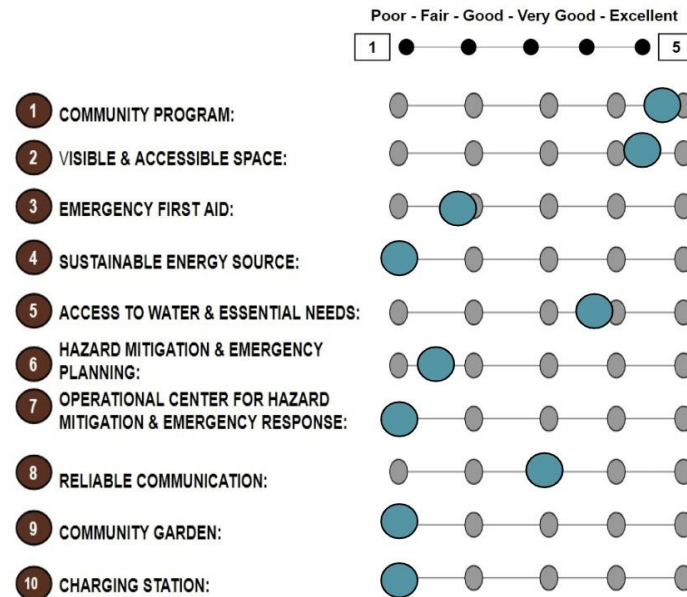 Poor - Fair - Good - Very Good - Excellent
1 5
1 COMMUNITY PROGRAM:
2 VISIBLE & ACCESSIBLE SPACE:
3 EMERGENCY FIRST AID:
4 SUSTAINABLE ENERGY SOURCE:
5 ACCESS TO WATER & ESSENTIAL NEEDS:
6 HAZARD MITIGATION & EMERGENCY
PLANNING:
7 OPERATIONAL CENTER FOR HAZARD
MITIGATION & EMERGENCY RESPONSE:
8 RELIABLE COMMUNICATION:
9 COMMUNITY GARDEN:
10 CHARGING STATION: